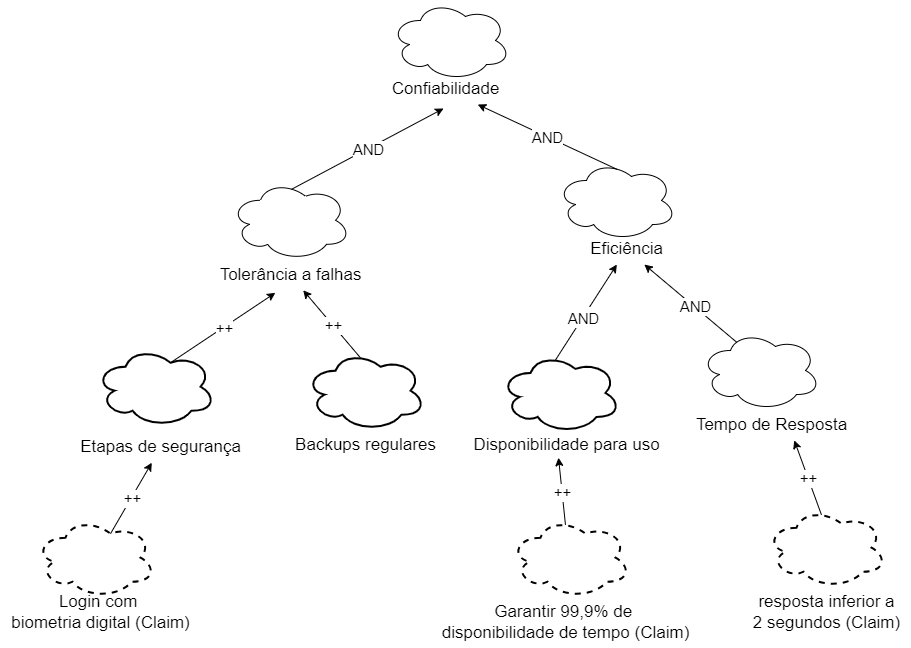 Confiabilidade
AND
AND
Tolerância a falhas
Eficiência
++
++
AND
AND
Etapas de segurança
Backups regulares
Disponibilidade para uso
Tempo de Resposta
++
++
++
Login com
biometria digital (Claim)
Garantir 99,9% de
disponibilidade de tempo (Claim)
resposta inferior a
2 segundos (Claim)